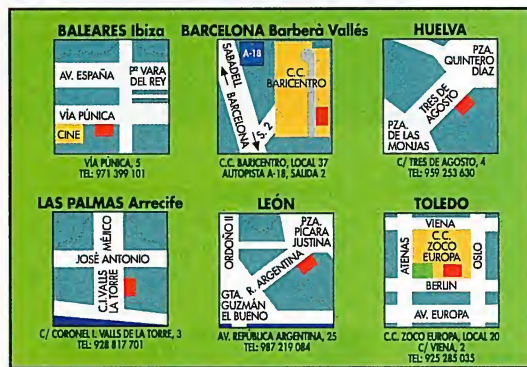 BALEARES Ibiza
AV. ESPAÑA
Pº VARA
DEL REY
VÍA PÚNICA
CINE
VÍA PÚNICA, 5
TEL: 971 399 101
BARCELONA Barberà Vallés
A-18
SABADELL
BARCELONA
S. 2
C.C.
BARICENTRO
C.C. BARICENTRO, LOCAL 37
AUTOPISTA A-18, SALIDA 2
HUELVA
PZA.
QUINTERO
DÍAZ
TRES DE
AGOSTO
PZA.
DE LAS
MONJAS
C/ TRES DE AGOSTO, 4
TEL: 959 253 630
LAS PALMAS Arrecife
MÉJICO
JOSÉ ANTONIO
C.I. VALLS
LA TORRE
C/ CORONEL I. VALLS DE LA TORRE, 3
TEL: 928 817 701
LEÓN
ORDOÑO II
PZA.
PÍCARA
JUSTINA
R. ARGENTINA
GTA.
GUZMÁN
EL BUENO
AV. REPÚBLICA ARGENTINA, 25
TEL: 987 219 084
TOLEDO
VIENA
ATENAS
C.C.
ZOCO
EUROPA
OSLO
BERLIN
AV. EUROPA
C.C. ZOCO EUROPA, LOCAL 20
C/ VIENA, 2
TEL: 925 285 035